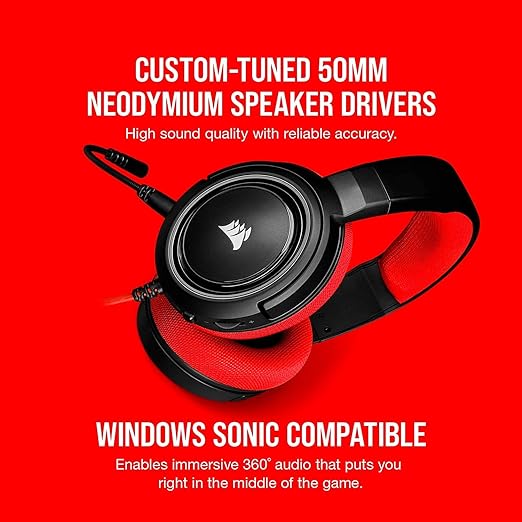 CUSTOM-TUNED 50MM
NEODYMIUM SPEAKER DRIVERS
High sound quality with reliable accuracy.
WINDOWS SONIC COMPATIBLE
Enables immersive 360° audio that puts you
right in the middle of the game.